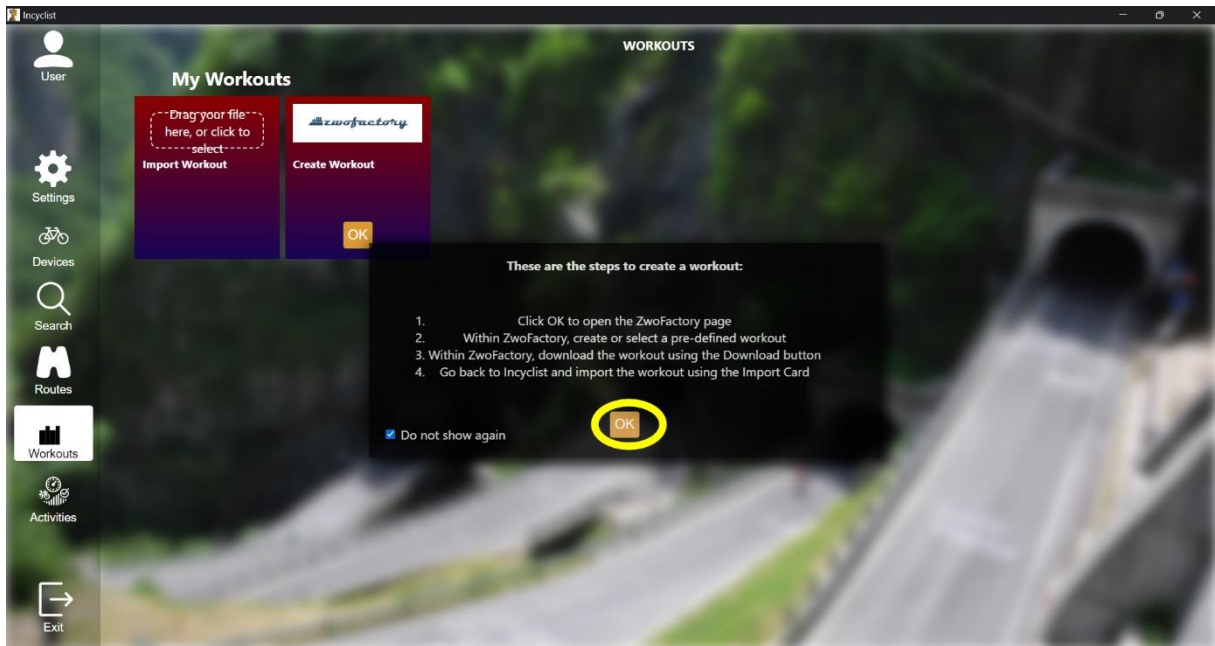 Incyclist
WORKOUTS
User
My Workouts
Drag your file
here, or click to
select
Import Workout
zwofactory
Create Workout
OK
Settings
Devices
Search
Routes
Workouts
Activities
Exit
These are the steps to create a workout:
1. Click OK to open the ZwoFactory page
2. Within ZwoFactory, create or select a pre-defined workout
3. Within ZwoFactory, download the workout using the Download button
4. Go back to Incyclist and import the workout using the Import Card
OK
Do not show again